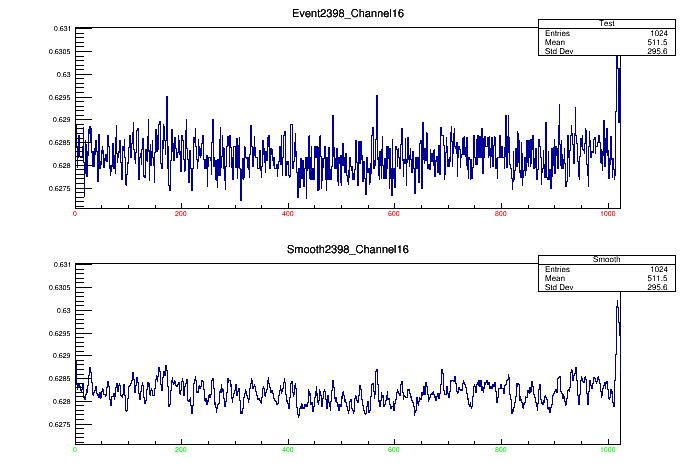 Event2398_Channel16
Test
Entries 1024
Mean 511.5
Std Dev 295.6
0.631
0.6305
0.63
0.6295
0.629
0.6285
0.628
0.6275
0 200 400 600 800 1000
Smooth2398_Channel16
Smooth
Entries 1024
Mean 511.5
Std Dev 295.6
0.631
0.6305
0.63
0.6295
0.629
0.6285
0.628
0.6275
0 200 400 600 800 1000